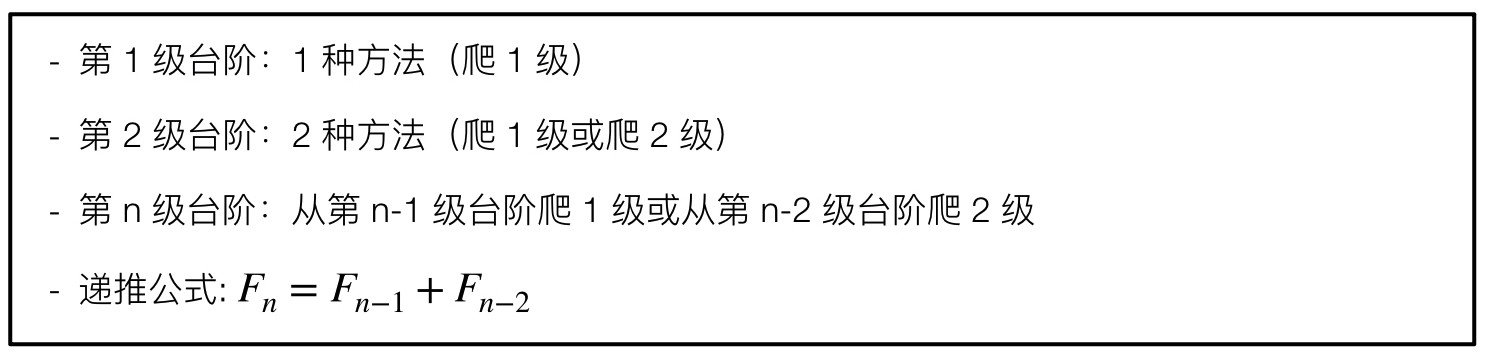 - 第 1 级台阶：1 种方法（爬 1 级）
- 第 2 级台阶：2 种方法（爬 1 级或爬 2 级）
- 第 n 级台阶：从第 n-1 级台阶爬 1 级或从第 n-2 级台阶爬 2 级
- 递推公式: Fₙ = Fₙ₋₁ + Fₙ₋₂